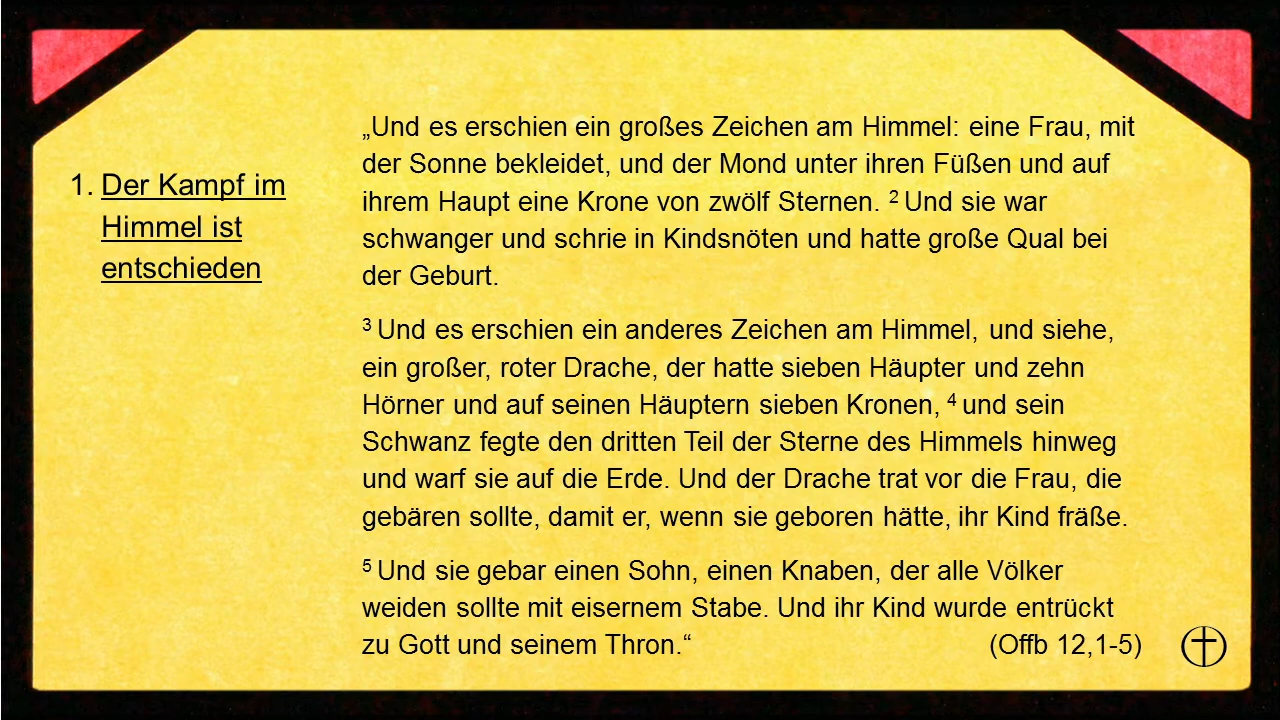 1. Der Kampf im
Himmel ist
entschieden
„Und es erschien ein großes Zeichen am Himmel: eine Frau, mit
der Sonne bekleidet, und der Mond unter ihren Füßen und auf
ihrem Haupt eine Krone von zwölf Sternen. ² Und sie war
schwanger und schrie in Kindsnöten und hatte große Qual bei
der Geburt.
³ Und es erschien ein anderes Zeichen am Himmel, und siehe,
ein großer, roter Drache, der hatte sieben Häupter und zehn
Hörner und auf seinen Häuptern sieben Kronen, ⁴ und sein
Schwanz fegte den dritten Teil der Sterne des Himmels hinweg
und warf sie auf die Erde. Und der Drache trat vor die Frau, die
gebären sollte, damit er, wenn sie geboren hätte, ihr Kind fräße.
⁵ Und sie gebar einen Sohn, einen Knaben, der alle Völker
weiden sollte mit eisernem Stabe. Und ihr Kind wurde entrückt
zu Gott und seinem Thron.“ (Offb 12,1-5)